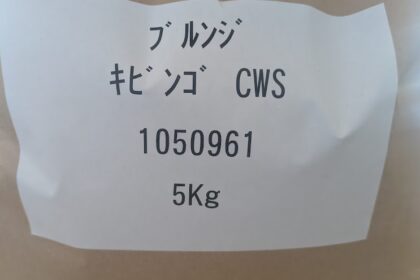 ﾌﾞﾙﾝｼﾞ
ｷﾋﾞﾝｺﾞ CWS
1050961
5Kg